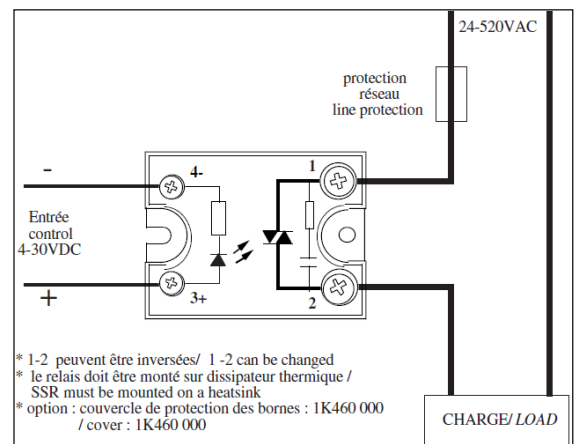 24-520VAC
protection
réseau
line protection
-
4-
1
Entrée
control
4-30VDC
+
3+
2
* 1-2 peuvent être inversées/ 1 -2 can be changed
* le relais doit être monté sur dissipateur thermique /
SSR must be mounted on a heatsink
* option : couvercle de protection des bornes : 1K460 000
/ cover : 1K460 000
CHARGE/ LOAD